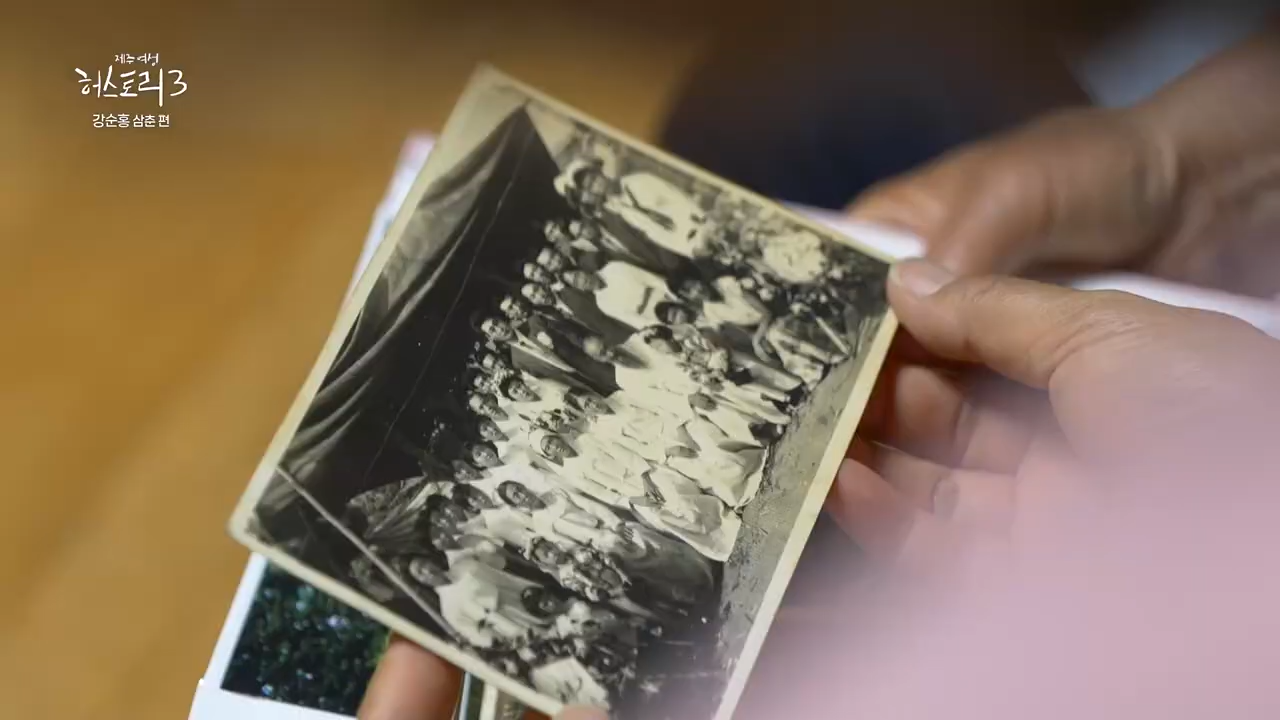 제주 여성
허스토리 3
강순홍 삼춘 편